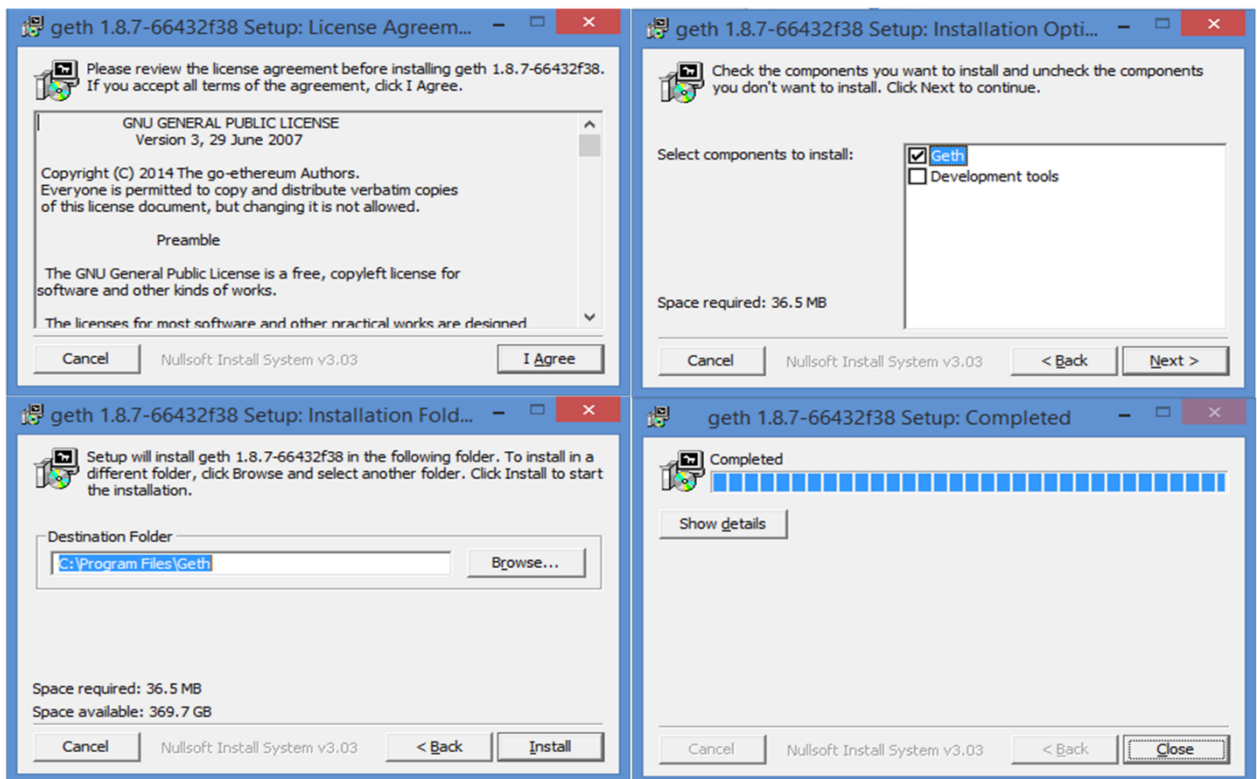 geth 1.8.7-66432f38 Setup: License Agreem...
Please review the license agreement before installing geth 1.8.7-66432f38.
If you accept all terms of the agreement, click I Agree.
GNU GENERAL PUBLIC LICENSE
Version 3, 29 June 2007
Copyright (C) 2014 The go-ethereum Authors.
Everyone is permitted to copy and distribute verbatim copies
of this license document, but changing it is not allowed.
Preamble
The GNU General Public License is a free, copyleft license for
software and other kinds of works.
The licenses for most software and other practical works are designed
Cancel
Nullsoft Install System v3.03
I Agree
geth 1.8.7-66432f38 Setup: Installation Opti...
Check the components you want to install and uncheck the components
you don't want to install. Click Next to continue.
Select components to install:
Geth
Development tools
Space required: 36.5 MB
Cancel
Nullsoft Install System v3.03
< Back
Next >
geth 1.8.7-66432f38 Setup: Installation Fold...
Setup will install geth 1.8.7-66432f38 in the following folder. To install in a
different folder, click Browse and select another folder. Click Install to start
the installation.
Destination Folder
C:\Program Files\Geth
Browse...
Space required: 36.5 MB
Space available: 369.7 GB
Cancel
Nullsoft Install System v3.03
< Back
Install
geth 1.8.7-66432f38 Setup: Completed
Completed
Show details
Cancel
Nullsoft Install System v3.03
< Back
Close